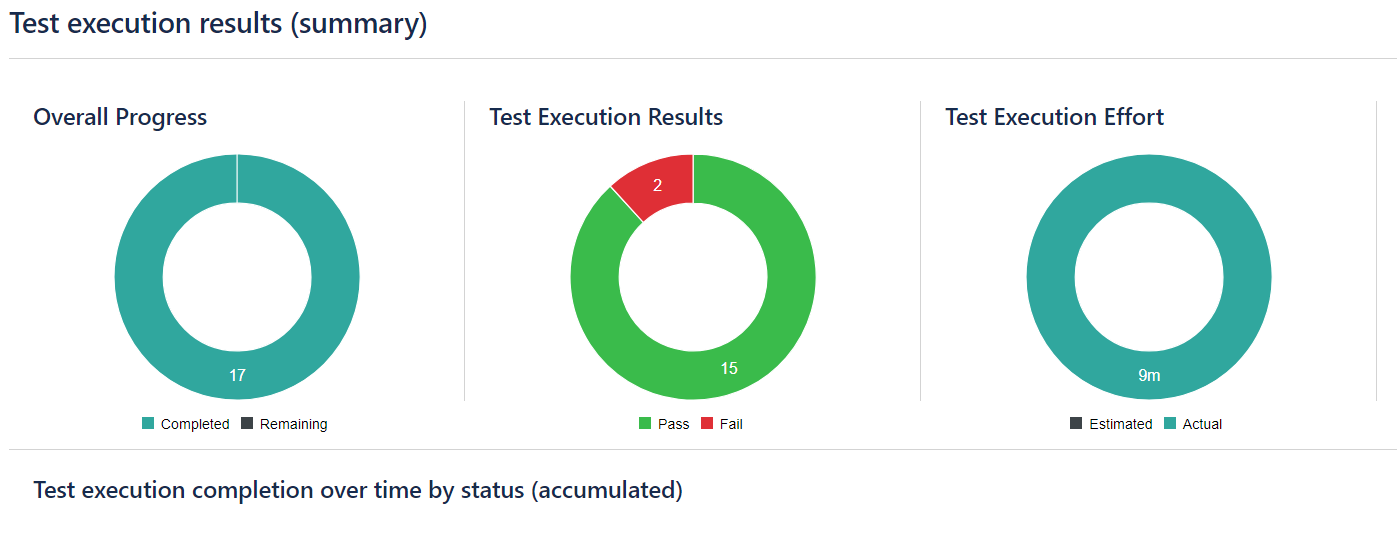 Test execution results (summary)
Overall Progress
17
Completed Remaining
Test Execution Results
2
15
Pass Fail
Test Execution Effort
9m
Estimated Actual
Test execution completion over time by status (accumulated)